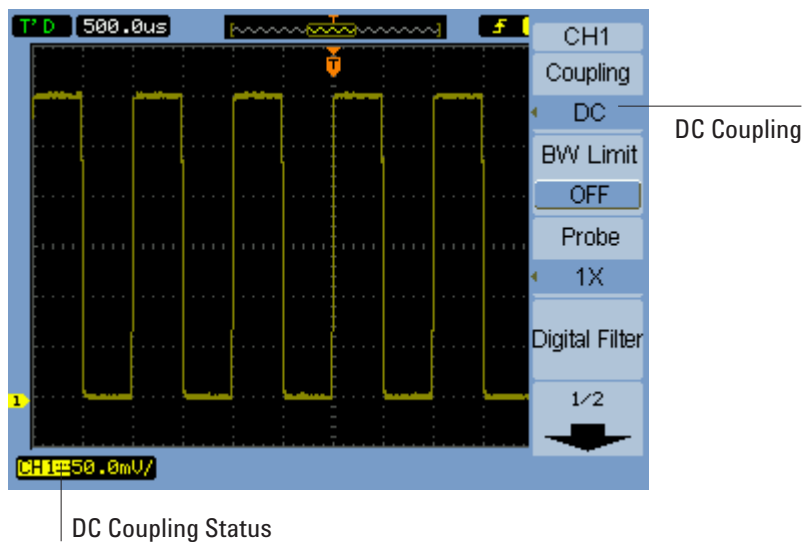 T'D 500.0us T
CH1
T
Coupling
DC
DC Coupling
BW Limit
OFF
Probe
1X
Digital Filter
1
1/2
CH1 50.0mV/
DC Coupling Status